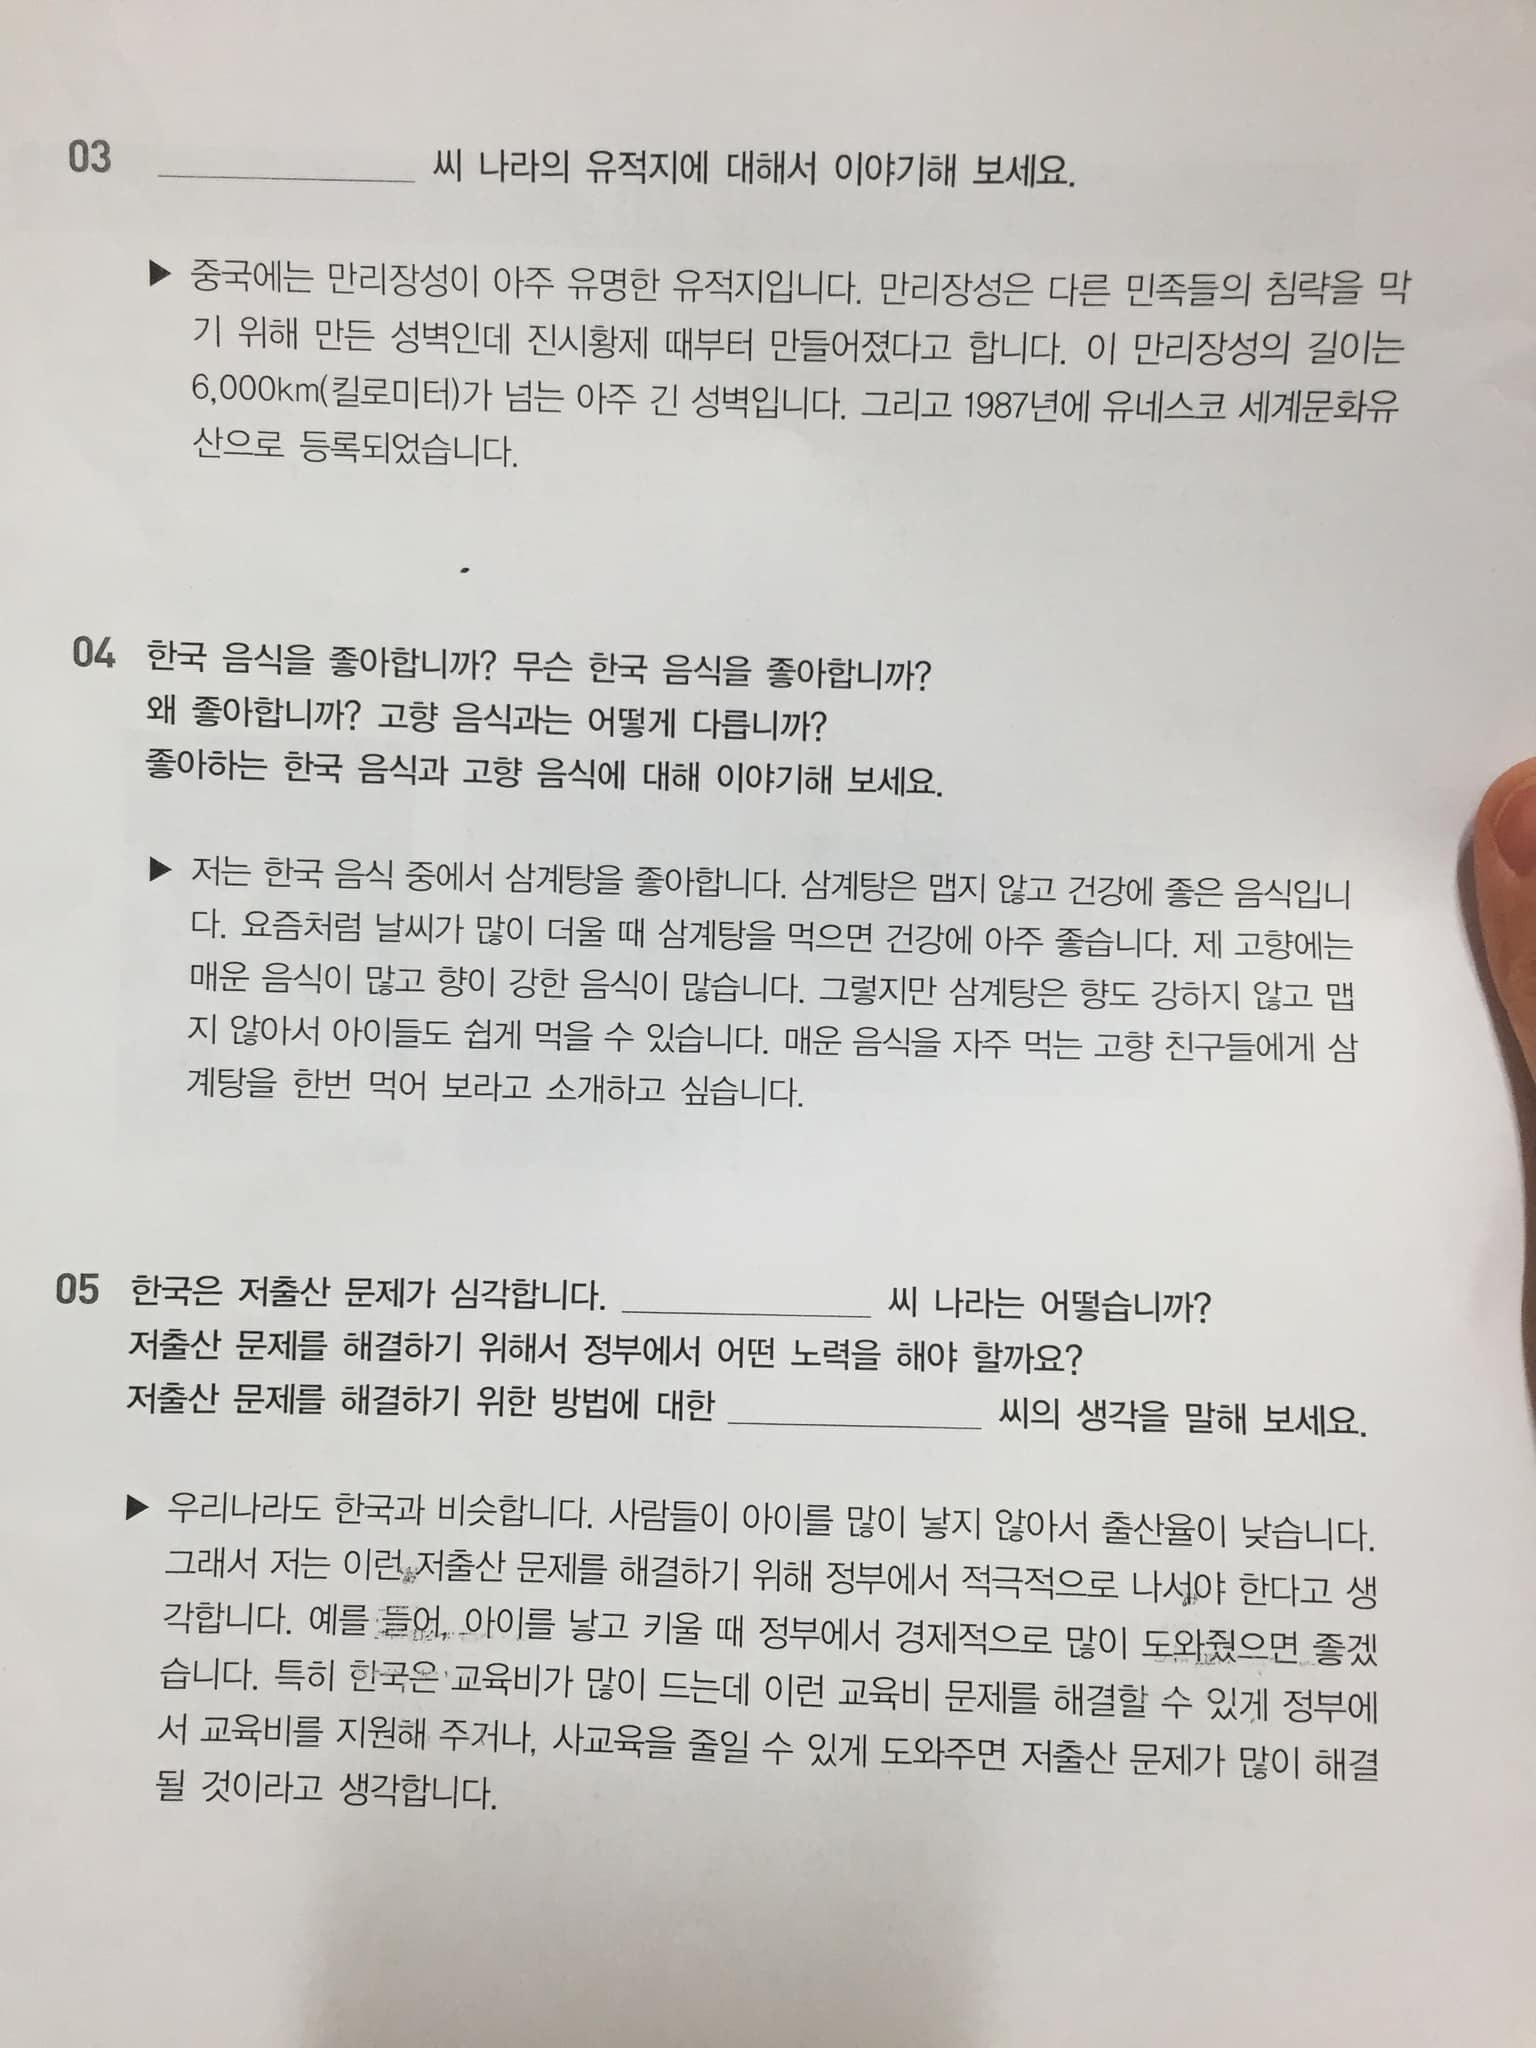 03 ____________ 씨 나라의 유적지에 대해서 이야기해 보세요.
▶ 중국에는 만리장성이 아주 유명한 유적지입니다. 만리장성은 다른 민족들의 침략을 막
기 위해 만든 성벽인데 진시황제 때부터 만들어졌다고 합니다. 이 만리장성의 길이는
6,000km(킬로미터)가 넘는 아주 긴 성벽입니다. 그리고 1987년에 유네스코 세계문화유
산으로 등록되었습니다.
04 한국 음식을 좋아합니까? 무슨 한국 음식을 좋아합니까?
왜 좋아합니까? 고향 음식과는 어떻게 다릅니까?
좋아하는 한국 음식과 고향 음식에 대해 이야기해 보세요.
▶ 저는 한국 음식 중에서 삼계탕을 좋아합니다. 삼계탕은 맵지 않고 건강에 좋은 음식입니
다. 요즘처럼 날씨가 많이 더울 때 삼계탕을 먹으면 건강에 아주 좋습니다. 제 고향에는
매운 음식이 많고 향이 강한 음식이 많습니다. 그렇지만 삼계탕은 향도 강하지 않고 맵
지 않아서 아이들도 쉽게 먹을 수 있습니다. 매운 음식을 자주 먹는 고향 친구들에게 삼
계탕을 한번 먹어 보라고 소개하고 싶습니다.
05 한국은 저출산 문제가 심각합니다. ____________ 씨 나라는 어떻습니까?
저출산 문제를 해결하기 위해서 정부에서 어떤 노력을 해야 할까요?
저출산 문제를 해결하기 위한 방법에 대한 ____________ 씨의 생각을 말해 보세요.
▶ 우리나라도 한국과 비슷합니다. 사람들이 아이를 많이 낳지 않아서 출산율이 낮습니다.
그래서 저는 이런 저출산 문제를 해결하기 위해 정부에서 적극적으로 나서야 한다고 생
각합니다. 예를 들어, 아이를 낳고 키울 때 정부에서 경제적으로 많이 도와줬으면 좋겠
습니다. 특히 한국은 교육비가 많이 드는데 이런 교육비 문제를 해결할 수 있게 정부에
서 교육비를 지원해 주거나, 사교육을 줄일 수 있게 도와주면 저출산 문제가 많이 해결
될 것이라고 생각합니다.